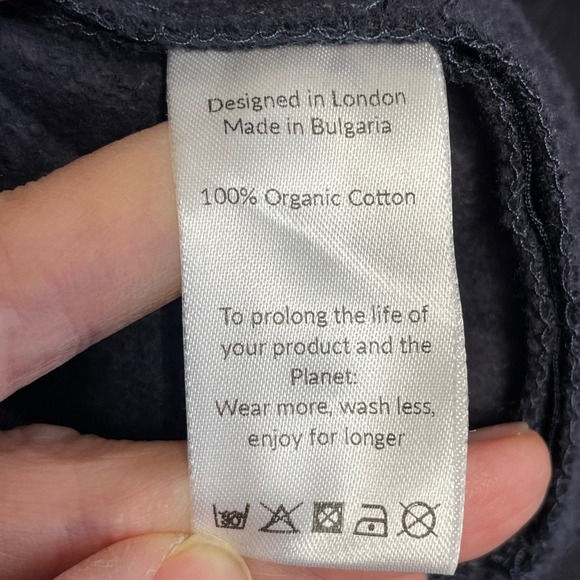 Designed in London
Made in Bulgaria
100% Organic Cotton
To prolong the life of
your product and the
Planet:
Wear more, wash less,
enjoy for longer
30